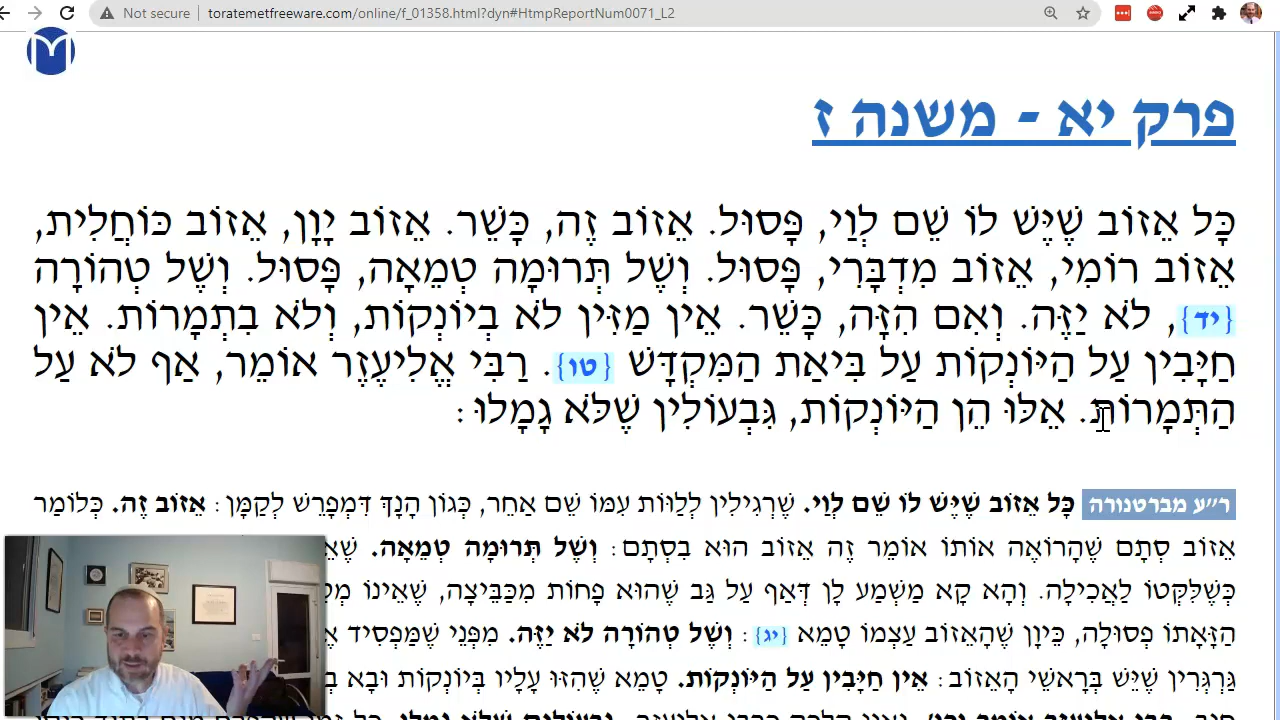 Not secure | toratemetfreeware.com/online/f_01358.html?dyn#HtmpReportNum0071_L2
פרק יא - משנה ז
כָּל אֵזוֹב שֶׁיֶּשׁ לוֹ שֵׁם לְוַי, פָּסוּל. אֵזוֹב זֶה, כָּשֵׁר. אֵזוֹב יָוָן, אֵזוֹב כּוֹחֲלִית,
אֵזוֹב רוֹמִי, אֵזוֹב מִדְבָּרִי, פָּסוּל. וְשֶׁל תְּרוּמָה טְמֵאָה, פָּסוּל. וְשֶׁל טְהוֹרָה
{יד}, לֹא יַזֶּה. וְאִם הִזָּה, כָּשֵׁר. אֵין מַזִּין לֹא בְיוֹנְקוֹת, וְלֹא בִתְמָרוֹת. אֵין
חַיָּבִין עַל הַיּוֹנְקוֹת עַל בִּיאַת הַמִּקְדָּשׁ {טו}. רַבִּי אֱלִיעֶזֶר אוֹמֵר, אַף לֹא עַל
הַתְּמָרוֹת. אֵלּוּ הֵן הַיּוֹנְקוֹת, גִּבְעוֹלִין שֶׁלֹּא גָמָלוּ:
ר״ע מברטנורה כָּל אֵזוֹב שֶׁיֵּשׁ לוֹ שֵׁם לְוַי. שֶׁרְגִילִין לְלַוּוֹת עִמּוֹ שֵׁם אַחֵר, כְּגוֹן הָנָךְ דִּמְפָרֵשׁ לְקַמָּן: אֵזוֹב זֶה. כְּלוֹמַר
אֵזוֹב סְתָם שֶׁהָרוֹאֶה אוֹתוֹ אוֹמֵר זֶה אֵזוֹב הוּא בִסְתָם: וְשֶׁל תְּרוּמָה טְמֵאָה.
כְּשֶׁלִּקְּטוֹ לַאֲכִילָה. וְהָא קָא מַשְׁמַע לָן דְּאַף עַל גַּב שֶׁהוּא פָחוֹת מִכַּבֵּיצָה, שֶׁאֵינוֹ
הַזָּאָתוֹ פְסוּלָה, כֵּיוָן שֶׁהָאֵזוֹב עַצְמוֹ טָמֵא {יג}: וְשֶׁל טְהוֹרָה לֹא יַזֶּה. מִפְּנֵי שֶׁמַּפְסִיד
גַּרְגְּרִין שֶׁיֵּשׁ בְּרָאשֵׁי הָאֵזוֹב: אֵין חַיָּבִין עַל הַיּוֹנְקוֹת. טָמֵא שֶׁהִזּוּ עָלָיו בְּיוֹנְקוֹת וּבָא